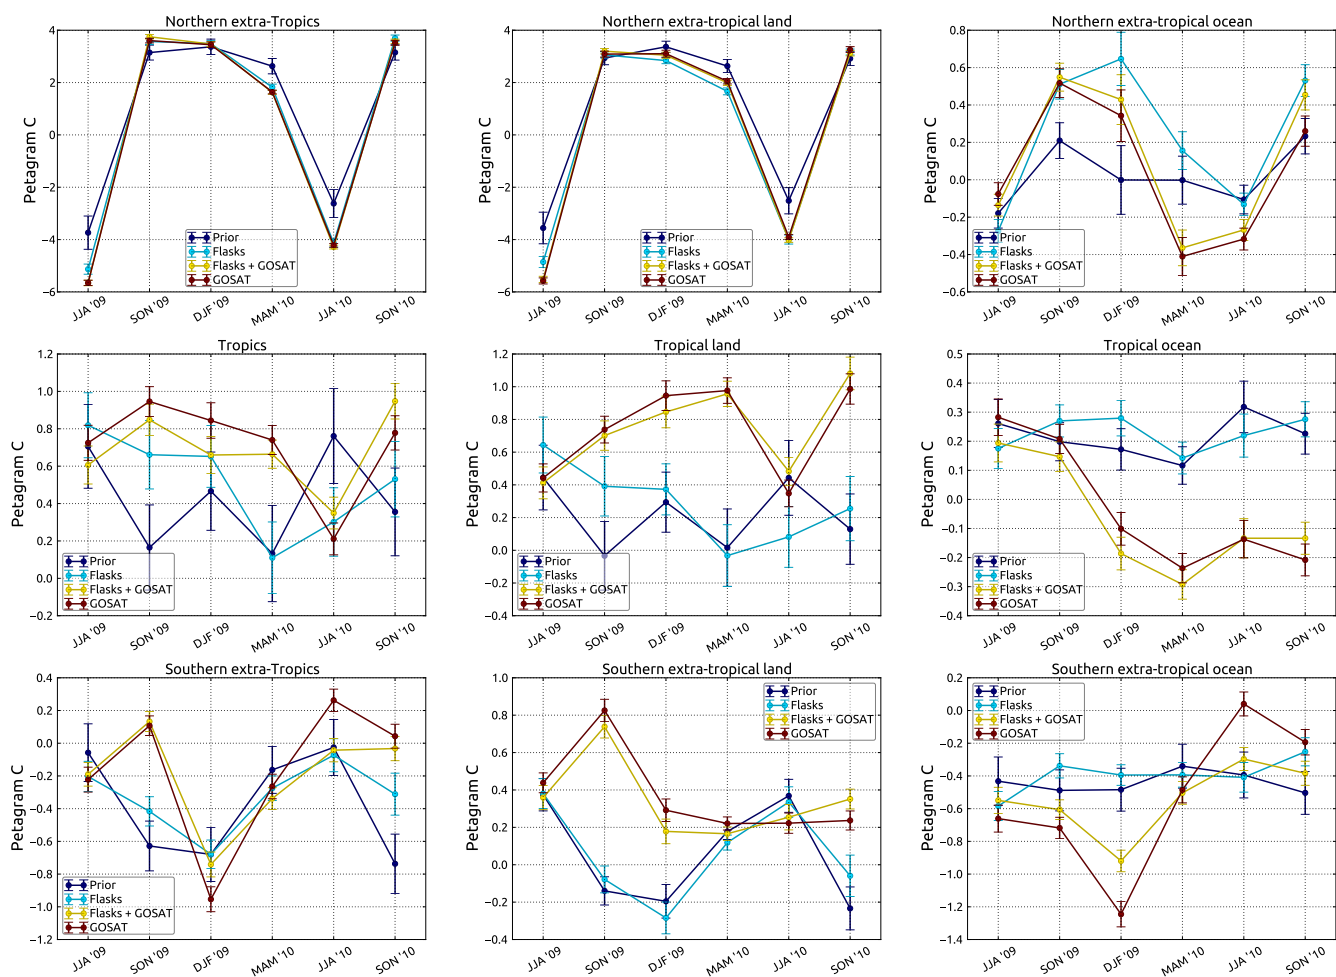 Northern extra-Tropics
Petagram C
4
2
0
−2
−4
−6
Prior
Flasks
Flasks + GOSAT
GOSAT
JJA '09
SON '09
DJF '09
MAM '10
JJA '10
SON '10
Northern extra-tropical land
Petagram C
4
2
0
−2
−4
−6
Prior
Flasks
Flasks + GOSAT
GOSAT
JJA '09
SON '09
DJF '09
MAM '10
JJA '10
SON '10
Northern extra-tropical ocean
Petagram C
0.8
0.6
0.4
0.2
0.0
−0.2
−0.4
−0.6
Prior
Flasks
Flasks + GOSAT
GOSAT
JJA '09
SON '09
DJF '09
MAM '10
JJA '10
SON '10
Tropics
Petagram C
1.2
1.0
0.8
0.6
0.4
0.2
0.0
−0.2
Prior
Flasks
Flasks + GOSAT
GOSAT
JJA '09
SON '09
DJF '09
MAM '10
JJA '10
SON '10
Tropical land
Petagram C
1.2
1.0
0.8
0.6
0.4
0.2
0.0
−0.2
−0.4
Prior
Flasks
Flasks + GOSAT
GOSAT
JJA '09
SON '09
DJF '09
MAM '10
JJA '10
SON '10
Tropical ocean
Petagram C
0.5
0.4
0.3
0.2
0.1
0.0
−0.1
−0.2
−0.3
−0.4
Prior
Flasks
Flasks + GOSAT
GOSAT
JJA '09
SON '09
DJF '09
MAM '10
JJA '10
SON '10
Southern extra-Tropics
Petagram C
0.4
0.2
0.0
−0.2
−0.4
−0.6
−0.8
−1.0
−1.2
Prior
Flasks
Flasks + GOSAT
GOSAT
JJA '09
SON '09
DJF '09
MAM '10
JJA '10
SON '10
Southern extra-tropical land
Petagram C
1.0
0.8
0.6
0.4
0.2
0.0
−0.2
−0.4
Prior
Flasks
Flasks + GOSAT
GOSAT
JJA '09
SON '09
DJF '09
MAM '10
JJA '10
SON '10
Southern extra-tropical ocean
Petagram C
0.2
0.0
−0.2
−0.4
−0.6
−0.8
−1.0
−1.2
−1.4
Prior
Flasks
Flasks + GOSAT
GOSAT
JJA '09
SON '09
DJF '09
MAM '10
JJA '10
SON '10